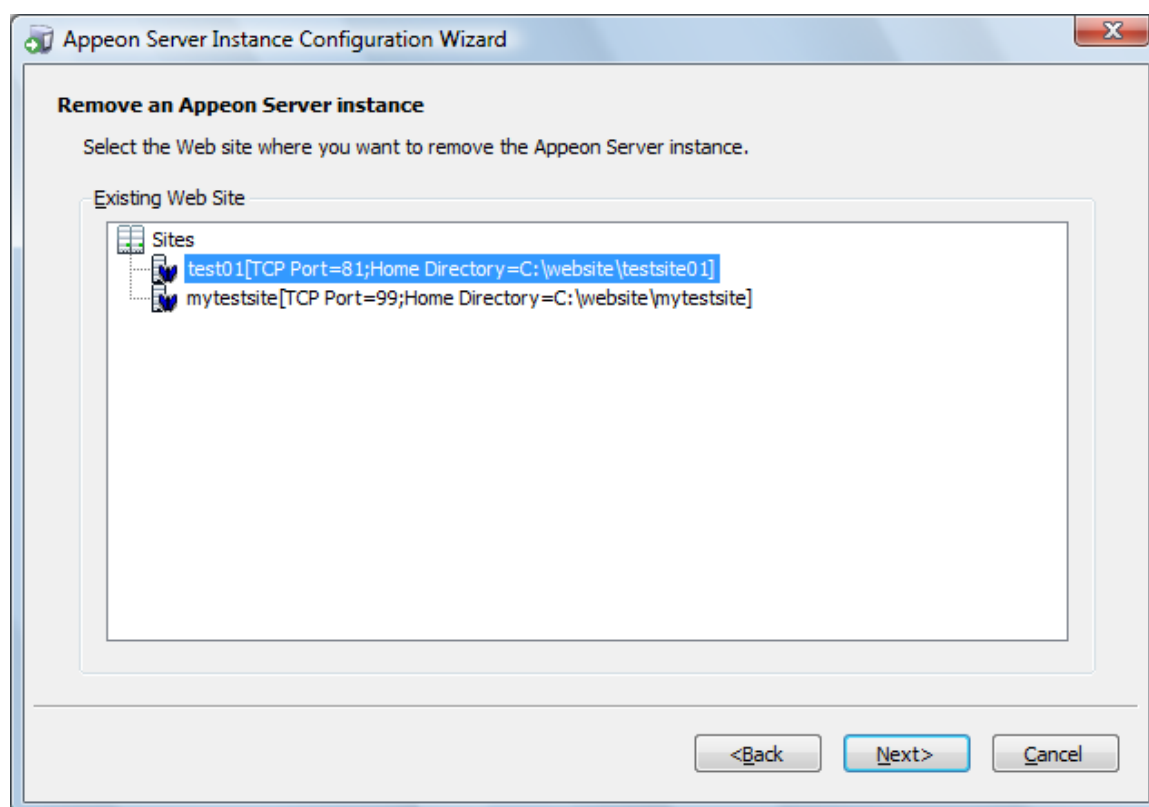 Appeon Server Instance Configuration Wizard
Remove an Appeon Server instance
Select the Web site where you want to remove the Appeon Server instance.
Existing Web Site
Sites
test01[TCP Port=81;Home Directory=C:\website\testsite01]
mytestsite[TCP Port=99;Home Directory=C:\website\mytestsite]
<Back Next> Cancel